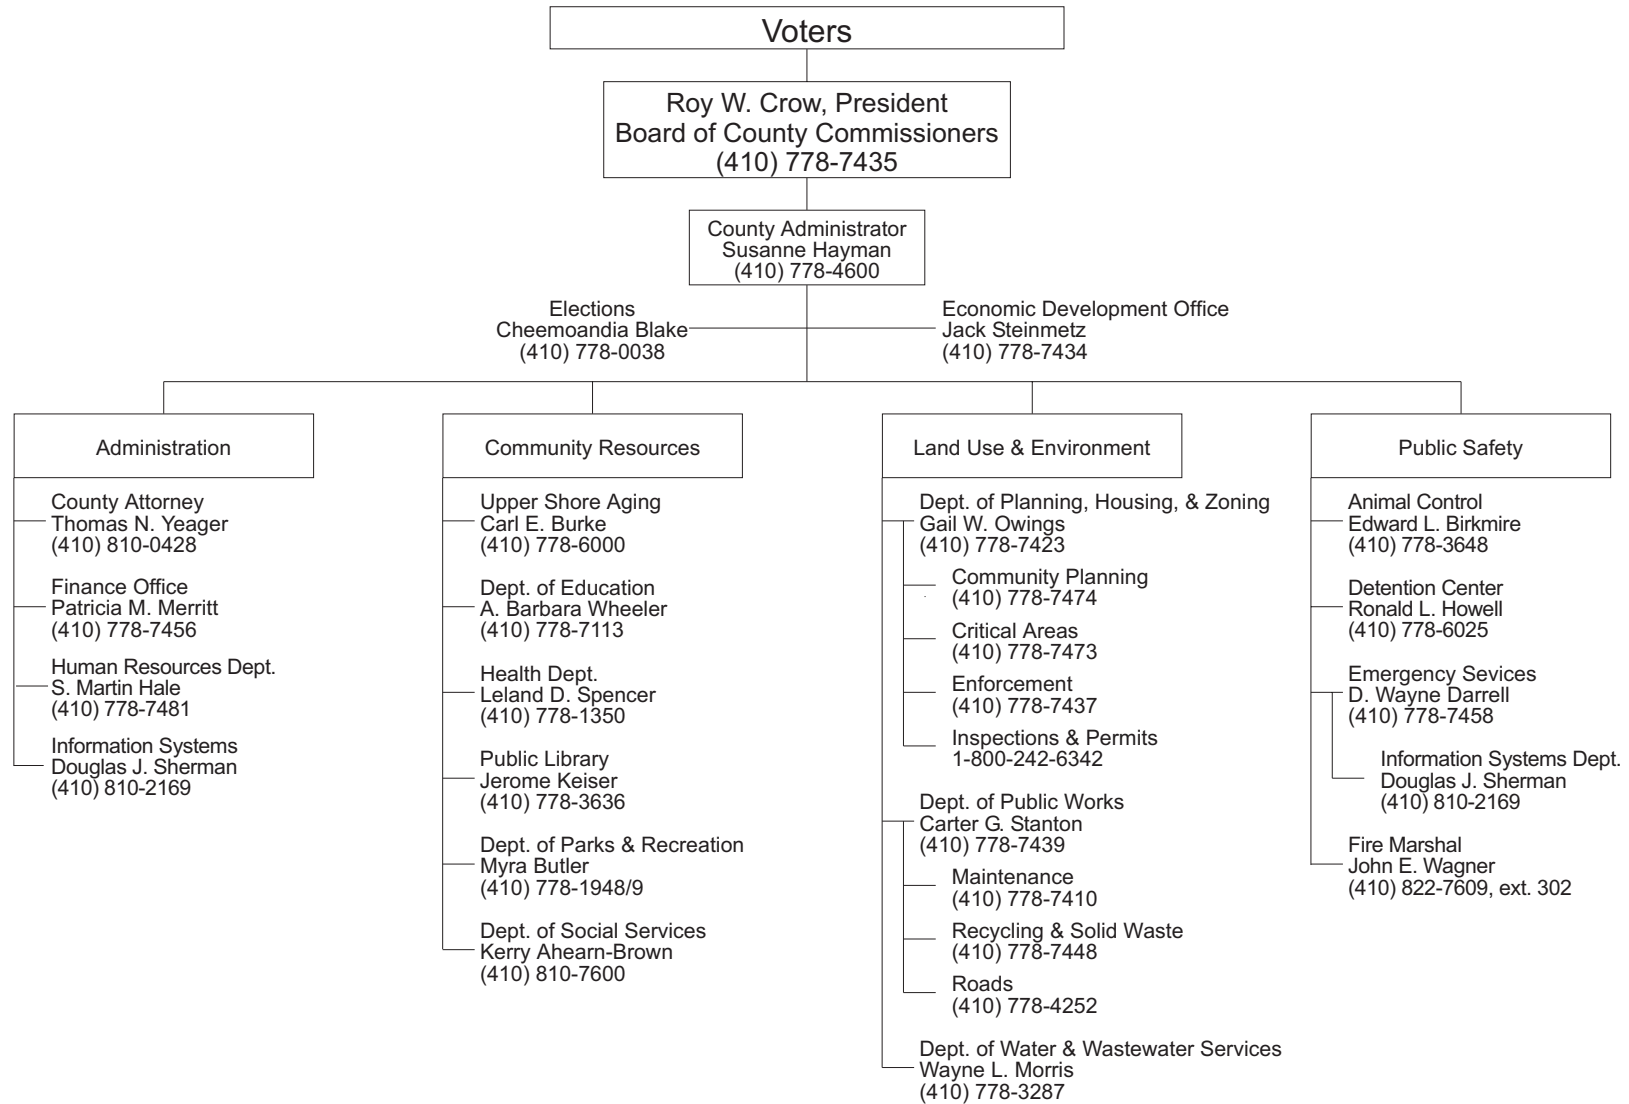 Voters
Roy W. Crow, President
Board of County Commissioners
(410) 778-7435
County Administrator
Susanne Hayman
(410) 778-4600
Elections
Cheemoandia Blake
(410) 778-0038
Economic Development Office
Jack Steinmetz
(410) 778-7434
Administration
County Attorney
Thomas N. Yeager
(410) 810-0428
Finance Office
Patricia M. Merritt
(410) 778-7456
Human Resources Dept.
S. Martin Hale
(410) 778-7481
Information Systems
Douglas J. Sherman
(410) 810-2169
Community Resources
Upper Shore Aging
Carl E. Burke
(410) 778-6000
Dept. of Education
A. Barbara Wheeler
(410) 778-7113
Health Dept.
Leland D. Spencer
(410) 778-1350
Public Library
Jerome Keiser
(410) 778-3636
Dept. of Parks & Recreation
Myra Butler
(410) 778-1948/9
Dept. of Social Services
Kerry Ahearn-Brown
(410) 810-7600
Land Use & Environment
Dept. of Planning, Housing, & Zoning
Gail W. Owings
(410) 778-7423
Community Planning
(410) 778-7474
Critical Areas
(410) 778-7473
Enforcement
(410) 778-7437
Inspections & Permits
1-800-242-6342
Dept. of Public Works
Carter G. Stanton
(410) 778-7439
Maintenance
(410) 778-7410
Recycling & Solid Waste
(410) 778-7448
Roads
(410) 778-4252
Dept. of Water & Wastewater Services
Wayne L. Morris
(410) 778-3287
Public Safety
Animal Control
Edward L. Birkmire
(410) 778-3648
Detention Center
Ronald L. Howell
(410) 778-6025
Emergency Sevices
D. Wayne Darrell
(410) 778-7458
Information Systems Dept.
Douglas J. Sherman
(410) 810-2169
Fire Marshal
John E. Wagner
(410) 822-7609, ext. 302